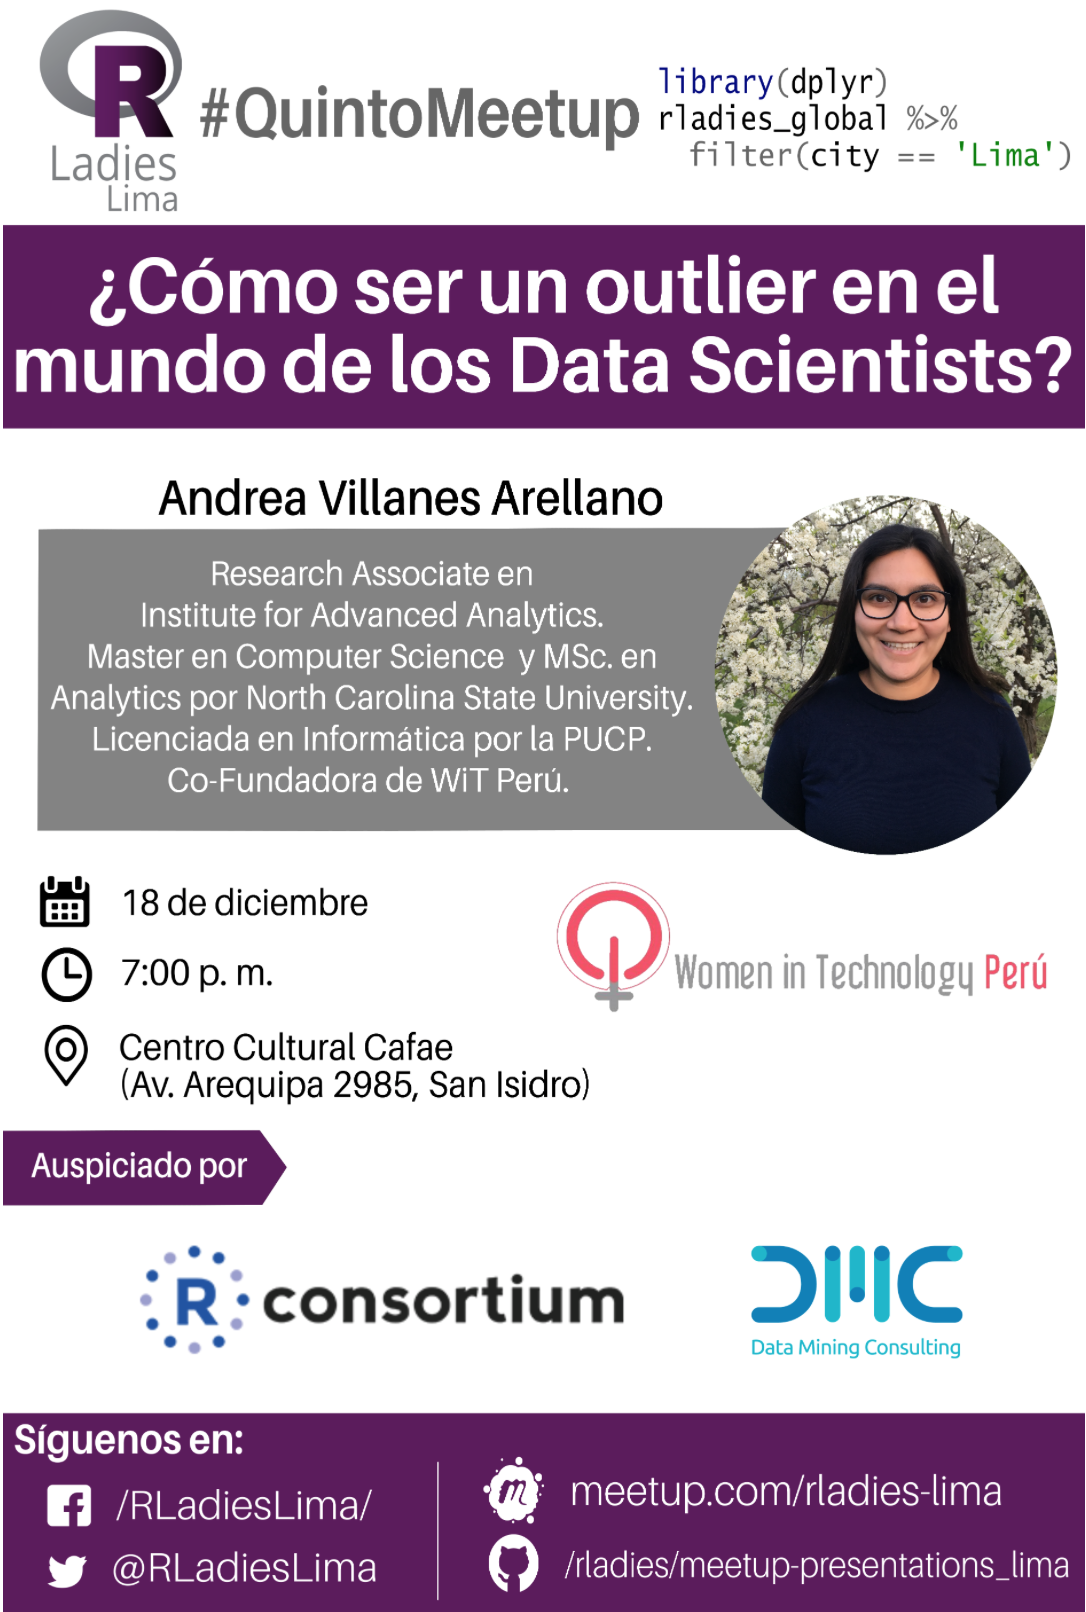 R
Ladies
Lima
#QuintoMeetup
library(dplyr)
rladies_global %>%
filter(city == 'Lima')
¿Cómo ser un outlier en el
mundo de los Data Scientists?
Andrea Villanes Arellano
Research Associate en
Institute for Advanced Analytics.
Master en Computer Science y MSc. en
Analytics por North Carolina State University.
Licenciada en Informática por la PUCP.
Co-Fundadora de WiT Perú.
18 de diciembre
7:00 p. m.
Centro Cultural Cafae
(Av. Arequipa 2985, San Isidro)
Women in Technology Perú
Auspiciado por
R consortium
DMC
Data Mining Consulting
Síguenos en:
/RLadiesLima/
@RLadiesLima
m meetup.com/rladies-lima
/rladies/meetup-presentations_lima